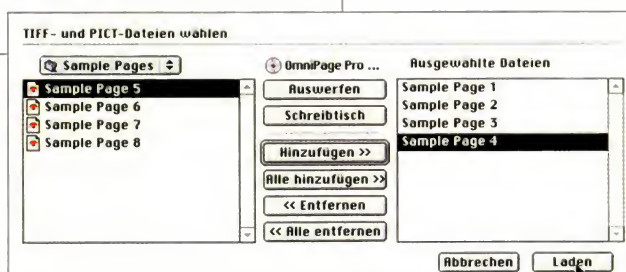 TIFF- und PICT-Dateien wählen
Sample Pages
OmniPage Pro ...
Ausgewählte Dateien
Sample Page 5
Sample Page 6
Sample Page 7
Sample Page 8
Auswerfen
Schreibtisch
Hinzufügen >>
Alle hinzufügen >>
<< Entfernen
<< Alle entfernen
Sample Page 1
Sample Page 2
Sample Page 3
Sample Page 4
Abbrechen
Laden